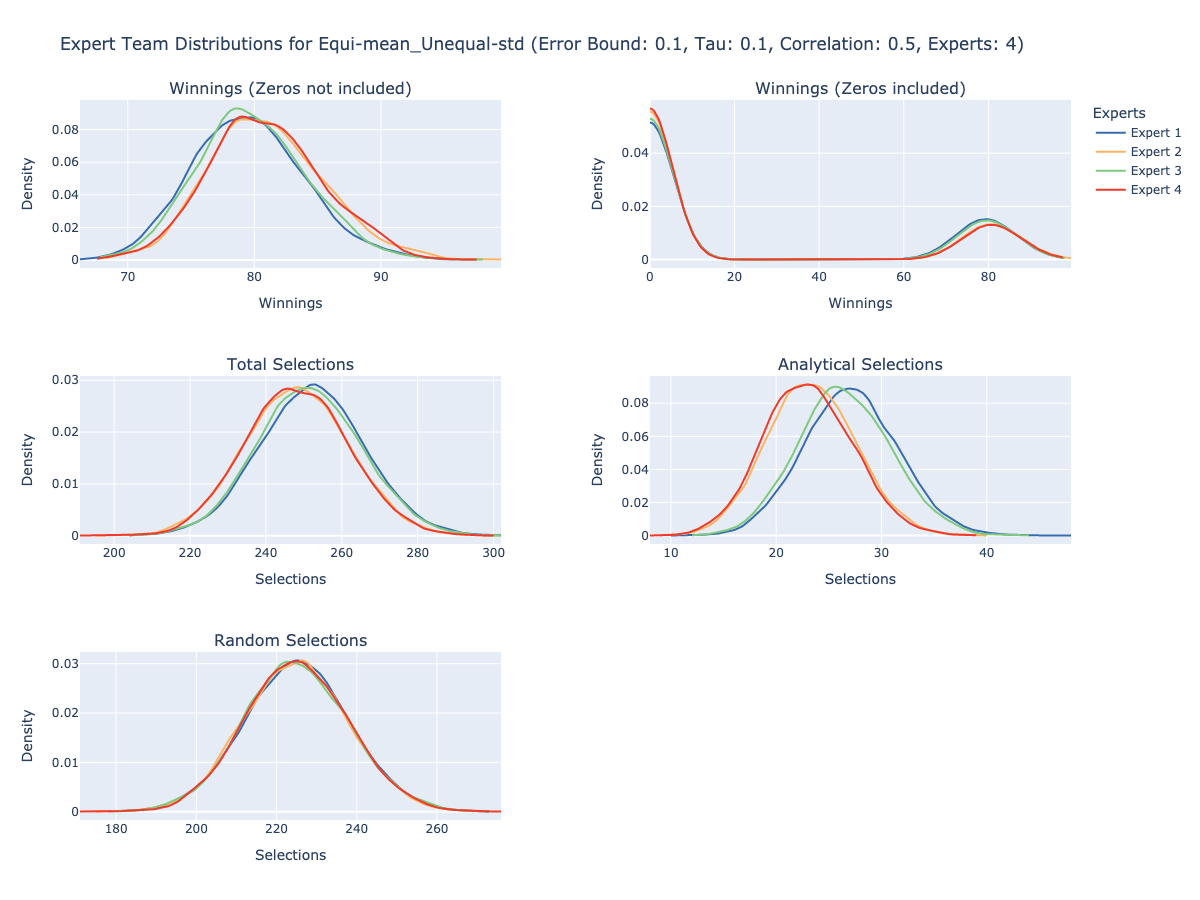 Expert Team Distributions for Equi-mean_Unequal-std (Error Bound: 0.1, Tau: 0.1, Correlation: 0.5, Experts: 4)
Winnings (Zeros not included)
0.08
0.06
0.04
0.02
0
Density
70 80 90
Winnings
Winnings (Zeros included)
0.04
0.02
0
Density
0 20 40 60 80
Winnings
Experts
Expert 1
Expert 2
Expert 3
Expert 4
Total Selections
0.03
0.02
0.01
0
Density
200 220 240 260 280 300
Selections
Analytical Selections
0.08
0.06
0.04
0.02
0
Density
10 20 30 40
Selections
Random Selections
0.03
0.02
0.01
0
Density
180 200 220 240 260
Selections